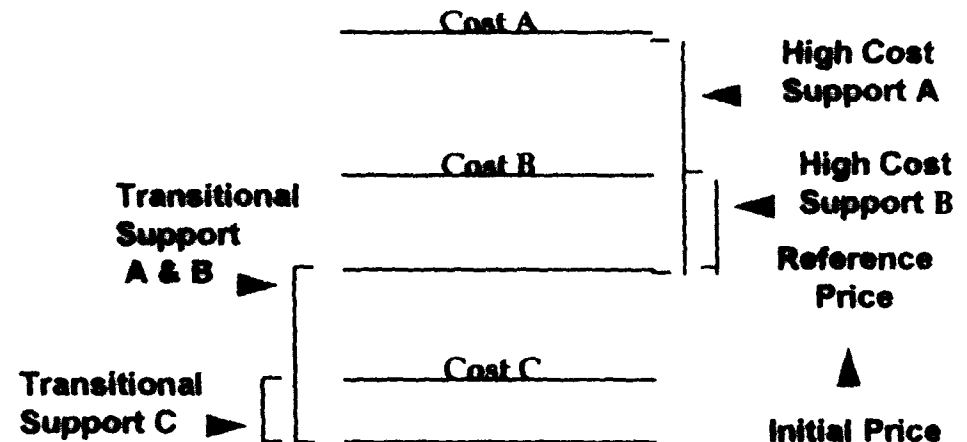 Cost A
High Cost
Support A
Cost B
High Cost
Support B
Transitional
Support
A & B
Reference
Price
Cost C
Transitional
Support C
Initial Price